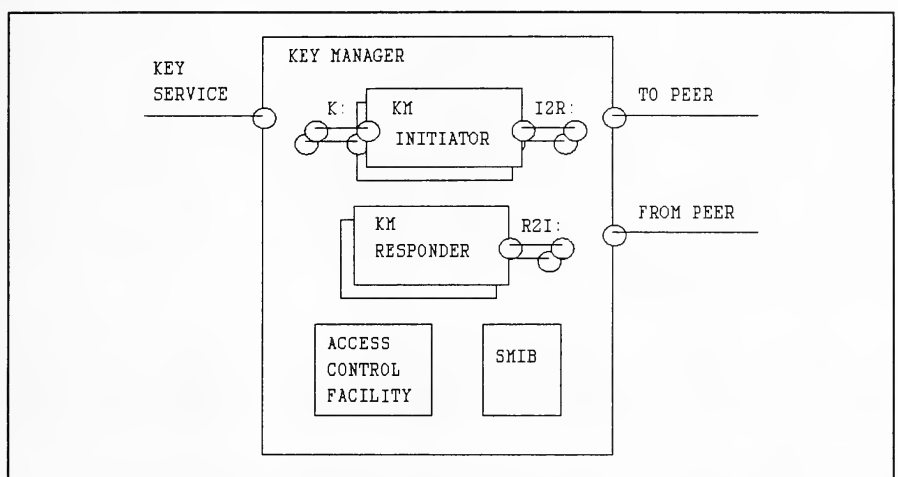 KEY MANAGER
KEY
SERVICE
K:
KM
INITIATOR
I2R:
TO PEER
KM
RESPONDER
R2I:
FROM PEER
ACCESS
CONTROL
FACILITY
SMIB